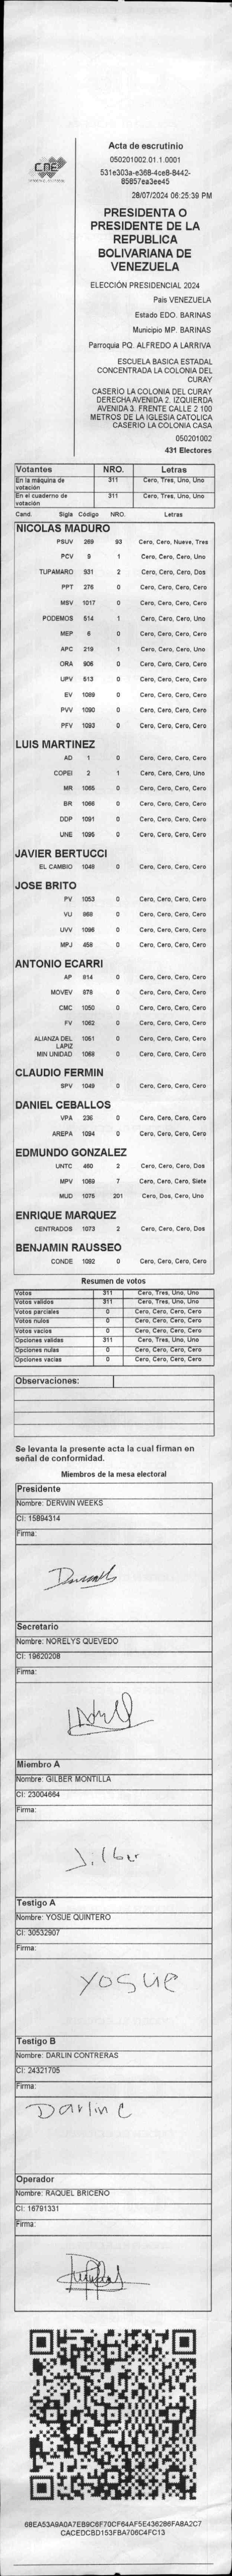 CNE
Acta de escrutinio
050201002.01.1.0001
531e303a-e368-4ce8-8442-
85857ea3ee45
28/07/2024 06:25:39 PM
PRESIDENTA O
PRESIDENTE DE LA
REPUBLICA
BOLIVARIANA DE
VENEZUELA
ELECCIÓN PRESIDENCIAL 2024
País VENEZUELA
Estado EDO. BARINAS
Municipio MP. BARINAS
Parroquia PQ. ALFREDO A LARRIVA
ESCUELA BASICA ESTADAL
CONCENTRADA LA COLONIA DEL
CURAY
CASERIO LA COLONIA DEL CURAY
DERECHA AVENIDA 2. IZQUIERDA
AVENIDA 3. FRENTE CALLE 2 100
METROS DE LA IGLESIA CATOLICA
CASERIO LA COLONIA CASA
050201002
431 Electores
Votantes NRO. Letras
En la máquina de votación 311 Cero, Tres, Uno, Uno
En el cuaderno de votación 311 Cero, Tres, Uno, Uno
Cand. Sigla Código NRO. Letras
NICOLAS MADURO
PSUV 269 93 Cero, Cero, Nueve, Tres
PCV 9 1 Cero, Cero, Cero, Uno
TUPAMARO 931 2 Cero, Cero, Cero, Dos
PPT 276 0 Cero, Cero, Cero, Cero
MSV 1017 0 Cero, Cero, Cero, Cero
PODEMOS 514 1 Cero, Cero, Cero, Uno
MEP 6 0 Cero, Cero, Cero, Cero
APC 219 1 Cero, Cero, Cero, Uno
ORA 906 0 Cero, Cero, Cero, Cero
UPV 513 0 Cero, Cero, Cero, Cero
EV 1089 0 Cero, Cero, Cero, Cero
PVV 1090 0 Cero, Cero, Cero, Cero
PFV 1093 0 Cero, Cero, Cero, Cero
LUIS MARTINEZ
AD 1 0 Cero, Cero, Cero, Cero
COPEI 2 1 Cero, Cero, Cero, Uno
MR 1065 0 Cero, Cero, Cero, Cero
BR 1066 0 Cero, Cero, Cero, Cero
DDP 1091 0 Cero, Cero, Cero, Cero
UNE 1095 0 Cero, Cero, Cero, Cero
JAVIER BERTUCCI
EL CAMBIO 1048 0 Cero, Cero, Cero, Cero
JOSE BRITO
PV 1053 0 Cero, Cero, Cero, Cero
VU 868 0 Cero, Cero, Cero, Cero
UVV 1096 0 Cero, Cero, Cero, Cero
MPJ 458 0 Cero, Cero, Cero, Cero
ANTONIO ECARRI
AP 814 0 Cero, Cero, Cero, Cero
MOVEV 979 0 Cero, Cero, Cero, Cero
CMC 1050 0 Cero, Cero, Cero, Cero
FV 1062 0 Cero, Cero, Cero, Cero
ALIANZA DEL LAPIZ 1051 0 Cero, Cero, Cero, Cero
MIN UNIDAD 1068 0 Cero, Cero, Cero, Cero
CLAUDIO FERMIN
SPV 1049 0 Cero, Cero, Cero, Cero
DANIEL CEBALLOS
VPA 236 0 Cero, Cero, Cero, Cero
AREPA 1094 0 Cero, Cero, Cero, Cero
EDMUNDO GONZALEZ
UNTC 460 2 Cero, Cero, Cero, Dos
MPV 1069 7 Cero, Cero, Cero, Siete
MUD 1075 201 Cero, Dos, Cero, Uno
ENRIQUE MARQUEZ
CENTRADOS 1073 2 Cero, Cero, Cero, Dos
BENJAMIN RAUSSEO
CONDE 1092 0 Cero, Cero, Cero, Cero
Resumen de votos
Votos 311 Cero, Tres, Uno, Uno
Votos validos 311 Cero, Tres, Uno, Uno
Votos parciales 0 Cero, Cero, Cero, Cero
Votos nulos 0 Cero, Cero, Cero, Cero
Votos vacios 0 Cero, Cero, Cero, Cero
Opciones validas 311 Cero, Tres, Uno, Uno
Opciones nulas 0 Cero, Cero, Cero, Cero
Opciones vacias 0 Cero, Cero, Cero, Cero
Observaciones:
Se levanta la presente acta la cual firman en
señal de conformidad.
Miembros de la mesa electoral
Presidente
Nombre: DERWIN WEEKS
CI: 15894314
Firma:
Secretario
Nombre: NORELYS QUEVEDO
CI: 19620208
Firma:
Miembro A
Nombre: GILBER MONTILLA
CI: 23004664
Firma:
Jilber
Testigo A
Nombre: YOSUE QUINTERO
CI: 30532907
Firma:
YOSUE
Testigo B
Nombre: DARLIN CONTRERAS
CI: 24321705
Firma:
Darlin C
Operador
Nombre: RAQUEL BRICEÑO
CI: 16791331
Firma:
68EA53A9A0A7EB9C6F70CF64AF5E436286FA8A2C7
CACEDCBD153FBA706C4FC13